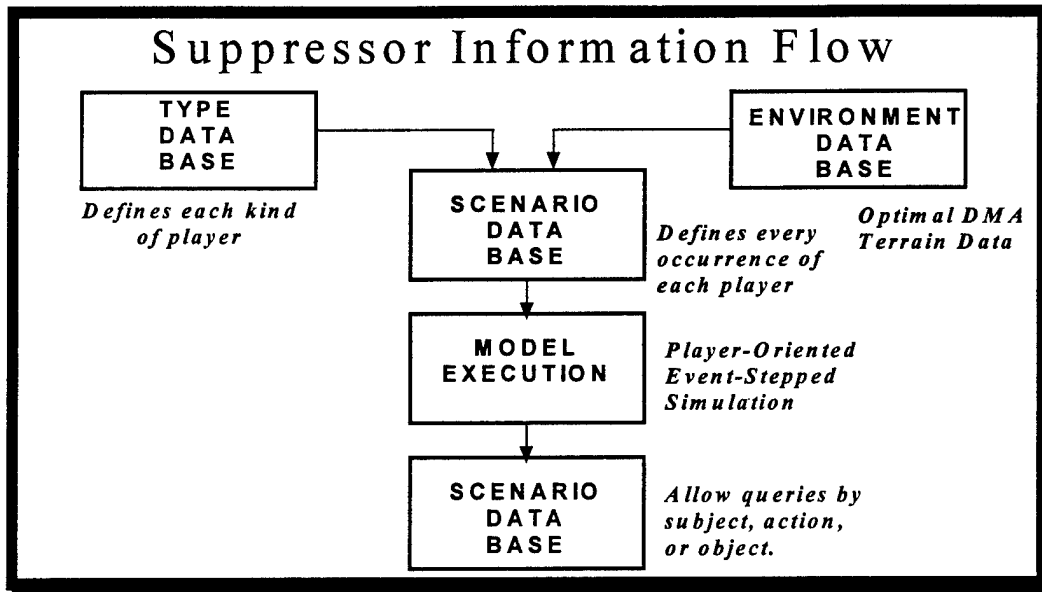 Suppressor Information Flow
TYPE
DATA
BASE
Defines each kind
of player
ENVIRONMENT
DATA
BASE
Optimal DMA
Terrain Data
SCENARIO
DATA
BASE
Defines every
occurrence of
each player
MODEL
EXECUTION
Player-Oriented
Event-Stepped
Simulation
SCENARIO
DATA
BASE
Allow queries by
subject, action,
or object.